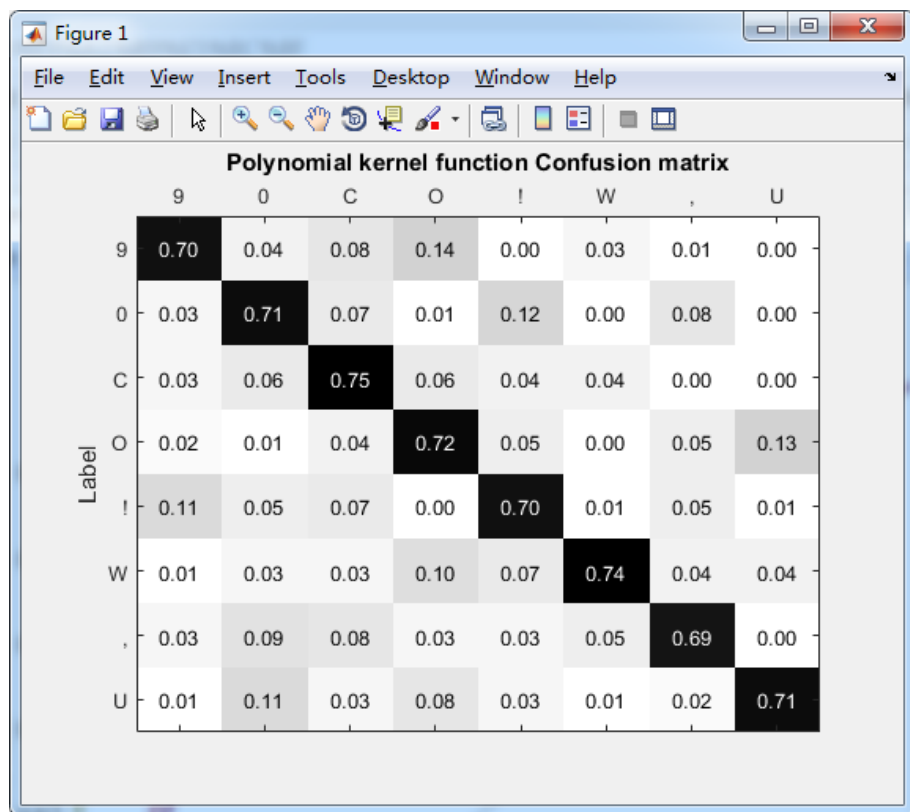 Figure 1
File Edit View Insert Tools Desktop Window Help
Polynomial kernel function Confusion matrix
9 0 C O ! W , U
9 0.70 0.04 0.08 0.14 0.00 0.03 0.01 0.00
0 0.03 0.71 0.07 0.01 0.12 0.00 0.08 0.00
C 0.03 0.06 0.75 0.06 0.04 0.04 0.00 0.00
O 0.02 0.01 0.04 0.72 0.05 0.00 0.05 0.13
Label
! 0.11 0.05 0.07 0.00 0.70 0.01 0.05 0.01
W 0.01 0.03 0.03 0.10 0.07 0.74 0.04 0.04
, 0.03 0.09 0.08 0.03 0.03 0.05 0.69 0.00
U 0.01 0.11 0.03 0.08 0.03 0.01 0.02 0.71